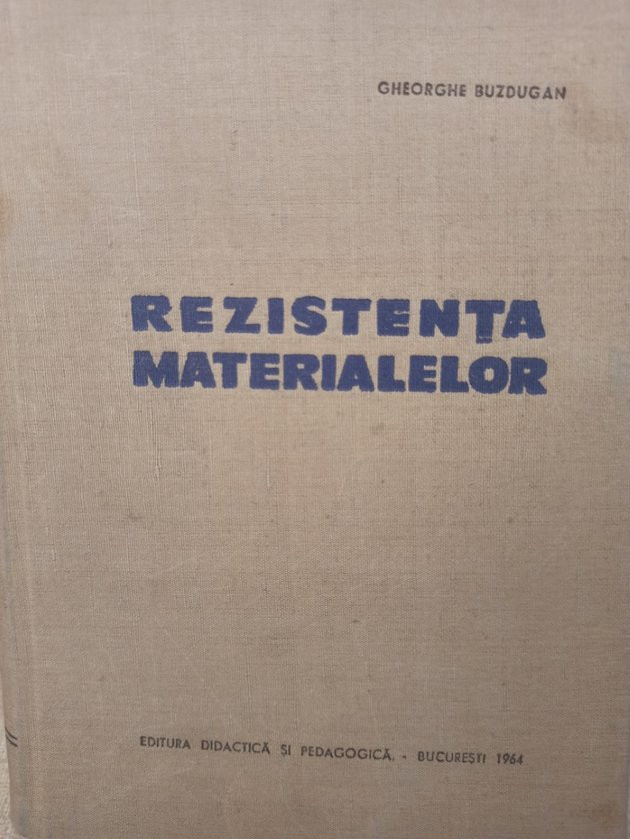 GHEORGHE BUZDUGAN
REZISTENȚA
MATERIALELOR
EDITURA DIDACTICĂ ȘI PEDAGOGICĂ, - BUCUREȘTI 1964